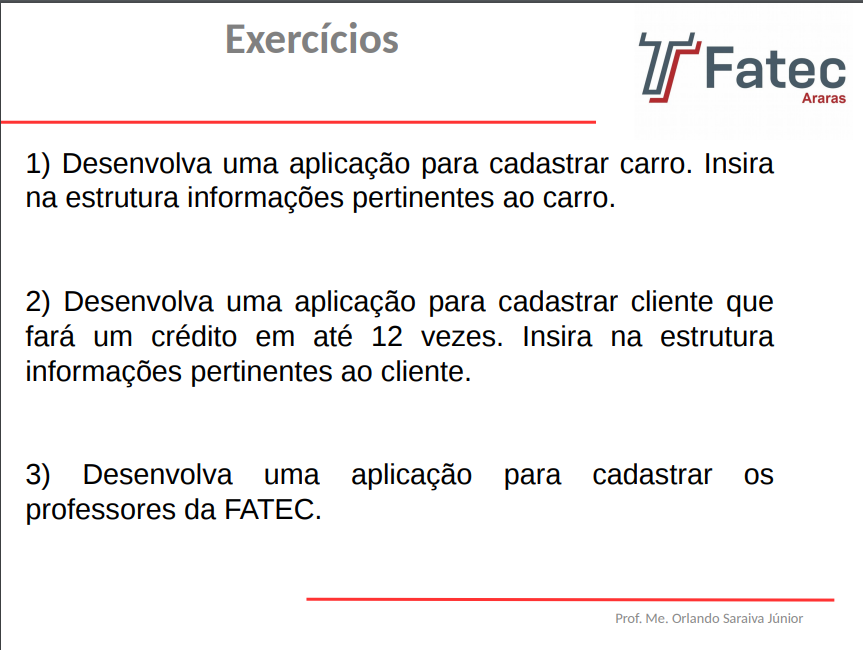 Exercícios
Fatec
Araras
1) Desenvolva uma aplicação para cadastrar carro. Insira
na estrutura informações pertinentes ao carro.
2) Desenvolva uma aplicação para cadastrar cliente que
fará um crédito em até 12 vezes. Insira na estrutura
informações pertinentes ao cliente.
3) Desenvolva uma aplicação para cadastrar os
professores da FATEC.
Prof. Me. Orlando Saraiva Júnior